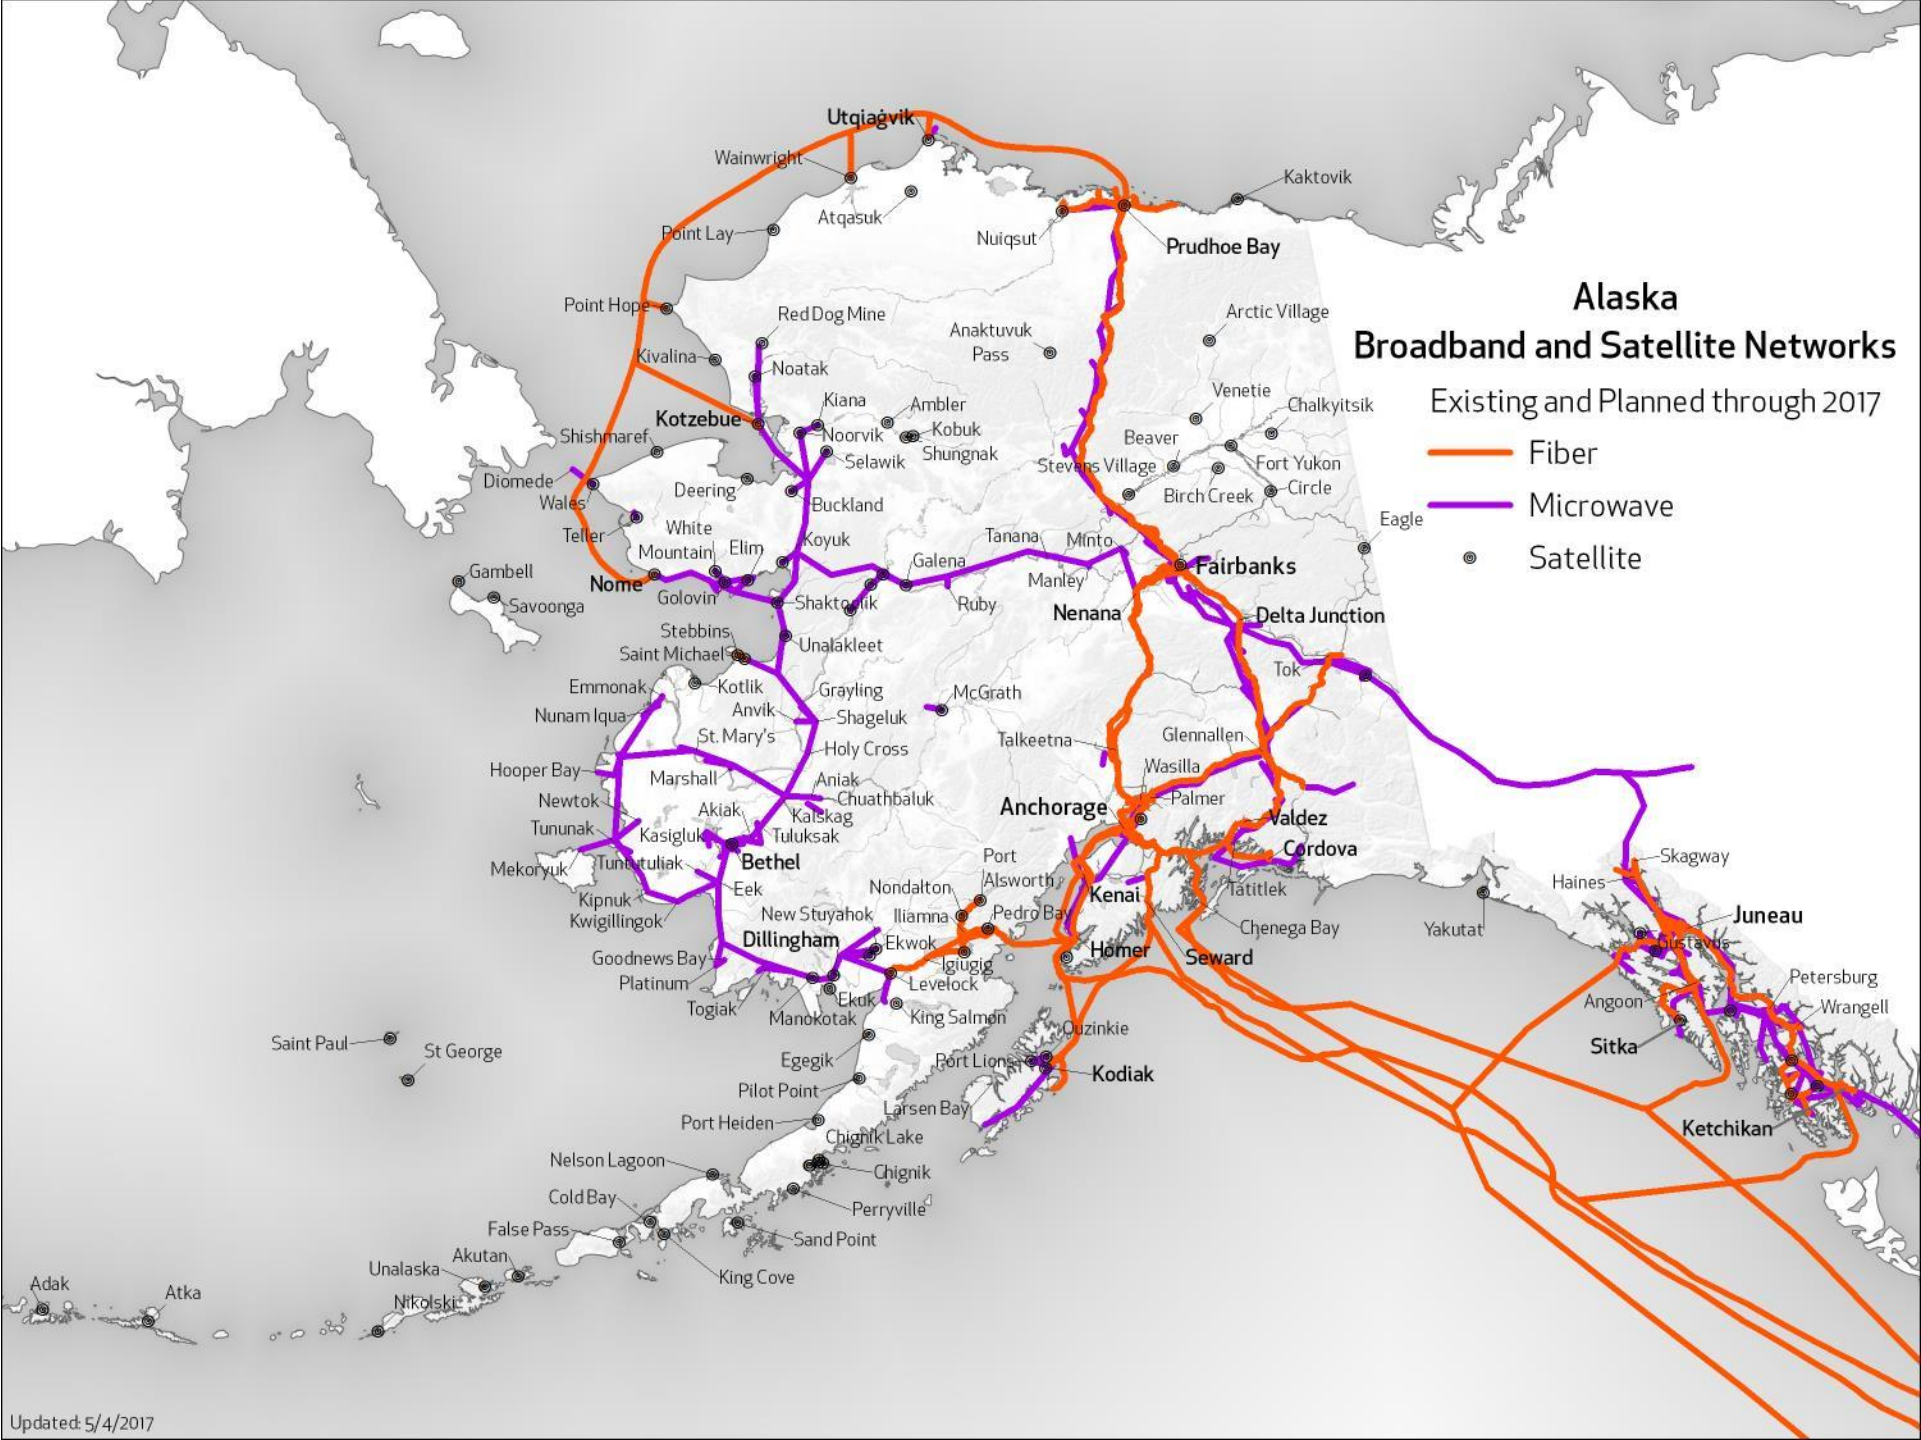 Utqiaġvik
Wainwright
Kaktovik
Atqasuk
Point Lay
Nuiqsut
Prudhoe Bay
Alaska
Broadband and Satellite Networks
Existing and Planned through 2017
Fiber
Microwave
Satellite
Point Hope
Red Dog Mine
Arctic Village
Anaktuvuk
Pass
Kivalina
Noatak
Kiana
Ambler
Venetie
Chalkyitsik
Kotzebue
Noorvik
Kobuk
Shishmaref
Beaver
Selawik
Shungnak
Stevens Village
Fort Yukon
Diomede
Deering
Birch Creek
Circle
Wales
Buckland
Eagle
Teller
White
Mountain
Elim
Koyuk
Tanana
Minto
Galena
Fairbanks
Gambell
Nome
Manley
Savoonga
Golovin
Shaktoolik
Ruby
Nenana
Delta Junction
Stebbins
Unalakleet
Saint Michael
Tok
Emmonak
Kotlik
Grayling
McGrath
Nunam Iqua
Anvik
Shageluk
St. Mary's
Talkeetna
Glennallen
Holy Cross
Hooper Bay
Marshall
Aniak
Wasilla
Newtok
Chuathbaluk
Palmer
Akiak
Kalskag
Anchorage
Valdez
Tununak
Kasigluk
Tuluksak
Cordova
Mekoryuk
Tuntutuliak
Bethel
Port
Alsworth
Skagway
Eek
Nondalton
Kenai
Tatitlek
Haines
Kipnuk
Kwigillingok
New Stuyahok
Iliamna
Pedro Bay
Juneau
Chenega Bay
Yakutat
Dillingham
Ekwok
Homer
Seward
Gustavus
Goodnews Bay
Igiugig
Platinum
Levelock
Petersburg
Togiak
Ekuk
Manokotak
King Salmon
Angoon
Wrangell
Ouzinkie
Saint Paul
St George
Egegik
Port Lions
Sitka
Kodiak
Pilot Point
Larsen Bay
Port Heiden
Chignik Lake
Ketchikan
Nelson Lagoon
Chignik
Cold Bay
Perryville
False Pass
Sand Point
Akutan
Unalaska
King Cove
Adak
Atka
Nikolski
Updated: 5/4/2017